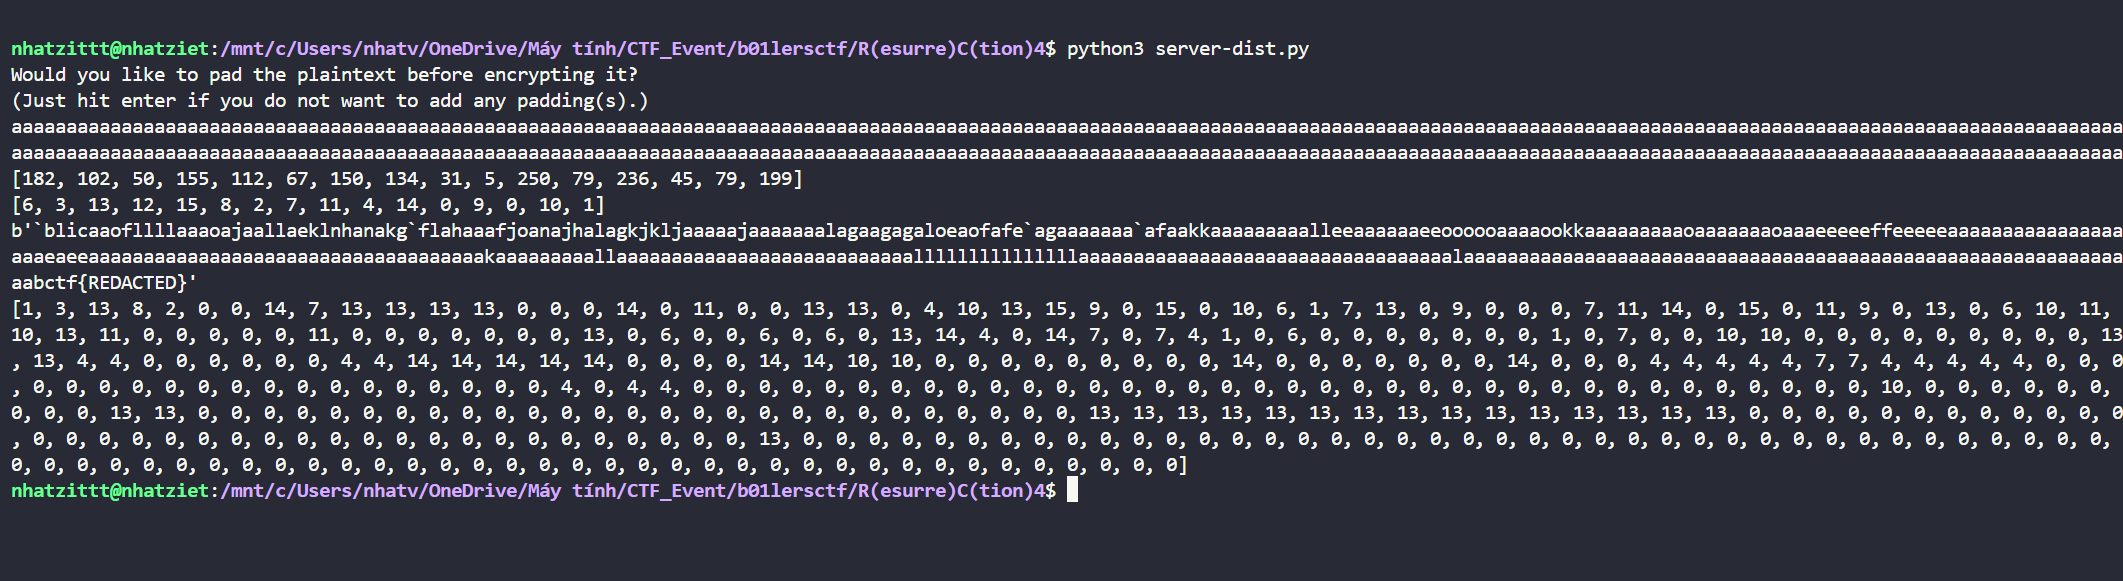 nhatzittt@nhatziet:/mnt/c/Users/nhatv/OneDrive/Máy tính/CTF_Event/b01lersctf/R(esurre)C(tion)4$ python3 server-dist.py
Would you like to pad the plaintext before encrypting it?
(Just hit enter if you do not want to add any padding(s).)
aaaaaaaaaaaaaaaaaaaaaaaaaaaaaaaaaaaaaaaaaaaaaaaaaaaaaaaaaaaaaaaaaaaaaaaaaaaaaaaaaaaaaaaaaaaaaaaaaaaaaaaaaaaaaaaaaaaaaaaaaaaaaaaaaaaaaaaaaaaaaaaaaaaaaaaaaaaaaaaaaaaaaaaaaaaaaaaaaaaaaaaaaaa
aaaaaaaaaaaaaaaaaaaaaaaaaaaaaaaaaaaaaaaaaaaaaaaaaaaaaaaaaaaaaaaaaaaaaaaaaaaaaaaaaaaaaaaaaaaaaaaaaaaaaaaaaaaaaaaaaaaaaaaaaaaaaaaaaaaaaaaaaaaaaaaaaaaaaaaaaaaaaaaaaaaaaaaaaaaaaaaaaaaaaaaaaaa
[182, 102, 50, 155, 112, 67, 150, 134, 31, 5, 250, 79, 236, 45, 79, 199]
[6, 3, 13, 12, 15, 8, 2, 7, 11, 4, 14, 0, 9, 0, 10, 1]
b'`blicaaofllllaaaoajaallaeklnhanakg`flahaaafjoanajhalagkjkljaaaaajaaaaaaalagaagagaloeaofafe`agaaaaaaa`afaakkaaaaaaaaaalleeaaaaaaeeoooooaaaaookkaaaaaaaaaoaaaaaaaoaaaeeeeeffeeeeeaaaaaaaaaaaaaaaa
aaaeaeeaaaaaaaaaaaaaaaaaaaaaaaaaaaaaaaaaaaakaaaaaaaaallaaaaaaaaaaaaaaaaaaaaaaaaaaalllllllllllllllaaaaaaaaaaaaaaaaaaaaaaaaaaaaaaaaaalaaaaaaaaaaaaaaaaaaaaaaaaaaaaaaaaaaaaaaaaaaaaaaaaaaaaaaaaaaa
aabctf{REDACTED}'
[1, 3, 13, 8, 2, 0, 0, 14, 7, 13, 13, 13, 13, 0, 0, 0, 14, 0, 11, 0, 0, 13, 13, 0, 4, 10, 13, 15, 9, 0, 15, 0, 10, 6, 1, 7, 13, 0, 9, 0, 0, 0, 7, 11, 14, 0, 15, 0, 11, 9, 0, 13, 0, 6, 10, 11,
10, 13, 11, 0, 0, 0, 0, 0, 11, 0, 0, 0, 0, 0, 0, 0, 13, 0, 6, 0, 0, 6, 0, 6, 0, 13, 14, 4, 0, 14, 7, 0, 7, 4, 1, 0, 6, 0, 0, 0, 0, 0, 0, 0, 1, 0, 7, 0, 0, 10, 10, 0, 0, 0, 0, 0, 0, 0, 0, 0, 13
, 13, 4, 4, 0, 0, 0, 0, 0, 0, 4, 4, 14, 14, 14, 14, 14, 0, 0, 0, 0, 14, 14, 10, 10, 0, 0, 0, 0, 0, 0, 0, 0, 0, 14, 0, 0, 0, 0, 0, 0, 0, 14, 0, 0, 0, 4, 4, 4, 4, 4, 7, 7, 4, 4, 4, 4, 4, 0, 0, 0
, 0, 0, 0, 0, 0, 0, 0, 0, 0, 0, 0, 0, 0, 0, 0, 0, 4, 0, 4, 4, 0, 0, 0, 0, 0, 0, 0, 0, 0, 0, 0, 0, 0, 0, 0, 0, 0, 0, 0, 0, 0, 0, 0, 0, 0, 0, 0, 0, 0, 0, 0, 0, 0, 0, 0, 0, 10, 0, 0, 0, 0, 0, 0,
0, 0, 0, 13, 13, 0, 0, 0, 0, 0, 0, 0, 0, 0, 0, 0, 0, 0, 0, 0, 0, 0, 0, 0, 0, 0, 0, 0, 0, 0, 0, 0, 13, 13, 13, 13, 13, 13, 13, 13, 13, 13, 13, 13, 13, 13, 13, 0, 0, 0, 0, 0, 0, 0, 0, 0, 0, 0, 0
, 0, 0, 0, 0, 0, 0, 0, 0, 0, 0, 0, 0, 0, 0, 0, 0, 0, 0, 0, 0, 0, 0, 13, 0, 0, 0, 0, 0, 0, 0, 0, 0, 0, 0, 0, 0, 0, 0, 0, 0, 0, 0, 0, 0, 0, 0, 0, 0, 0, 0, 0, 0, 0, 0, 0, 0, 0, 0, 0, 0, 0, 0, 0,
0, 0, 0, 0, 0, 0, 0, 0, 0, 0, 0, 0, 0, 0, 0, 0, 0, 0, 0, 0, 0, 0, 0, 0, 0, 0, 0, 0, 0, 0, 0, 0, 0, 0, 0, 0]
nhatzittt@nhatziet:/mnt/c/Users/nhatv/OneDrive/Máy tính/CTF_Event/b01lersctf/R(esurre)C(tion)4$